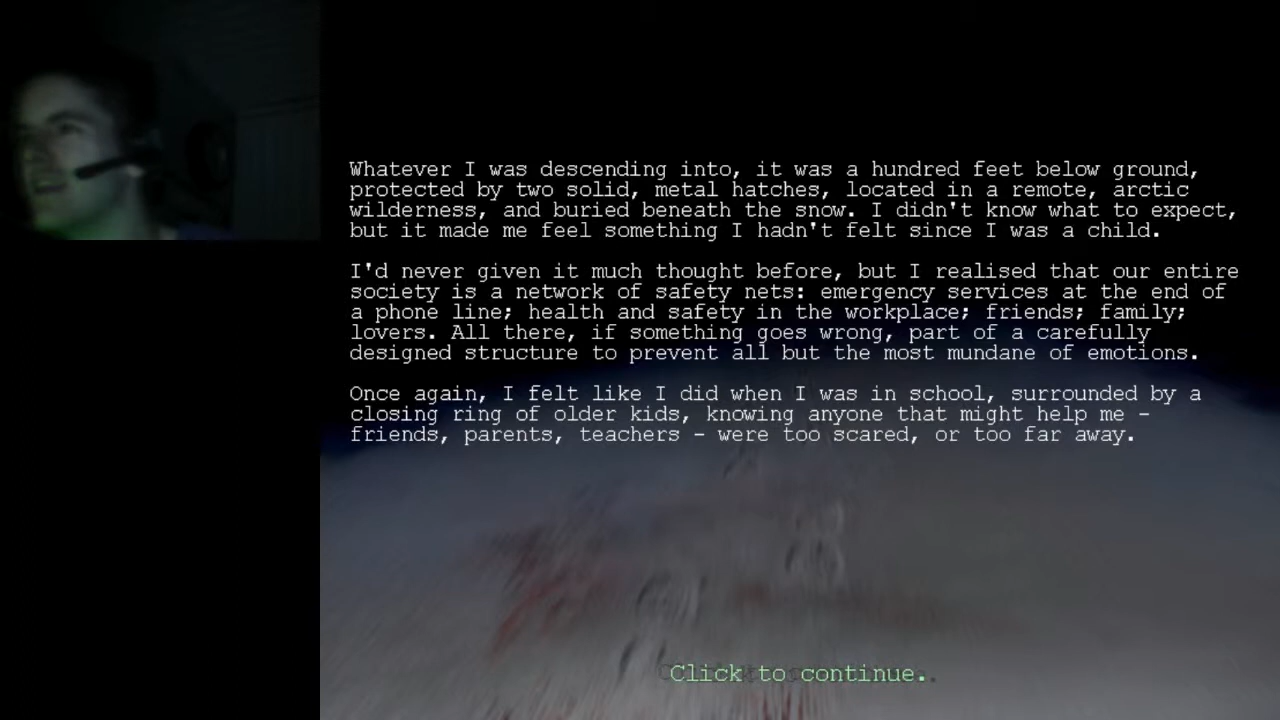 Whatever I was descending into, it was a hundred feet below ground,
protected by two solid, metal hatches, located in a remote, arctic
wilderness, and buried beneath the snow. I didn't know what to expect,
but it made me feel something I hadn't felt since I was a child.
I'd never given it much thought before, but I realised that our entire
society is a network of safety nets: emergency services at the end of
a phone line; health and safety in the workplace; friends; family;
lovers. All there, if something goes wrong, part of a carefully
designed structure to prevent all but the most mundane of emotions.
Once again, I felt like I did when I was in school, surrounded by a
closing ring of older kids, knowing anyone that might help me -
friends, parents, teachers - were too scared, or too far away.
Click to continue.